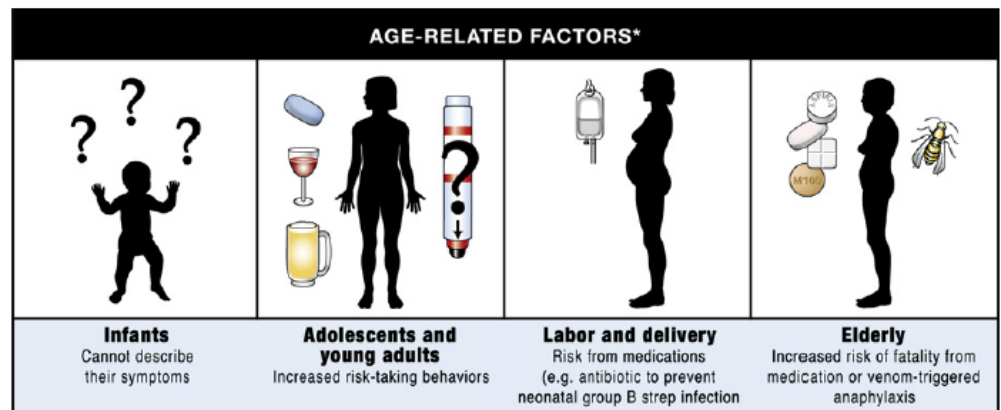 AGE-RELATED FACTORS*
? ? ?
?
M100
Infants
Cannot describe
their symptoms
Adolescents and
young adults
Increased risk-taking behaviors
Labor and delivery
Risk from medications
(e.g. antibiotic to prevent
neonatal group B strep infection
Elderly
Increased risk of fatality from
medication or venom-triggered
anaphylaxis